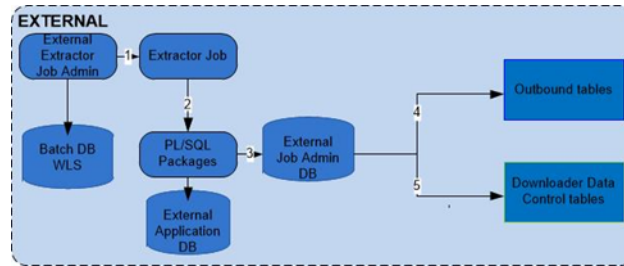 EXTERNAL
External
Extractor
Job Admin
1
Extractor Job
2
4
Outbound tables
Batch DB
WLS
PL/SQL
Packages
3
External
Job Admin
DB
5
Downloader Data
Control tables
External
Application
DB